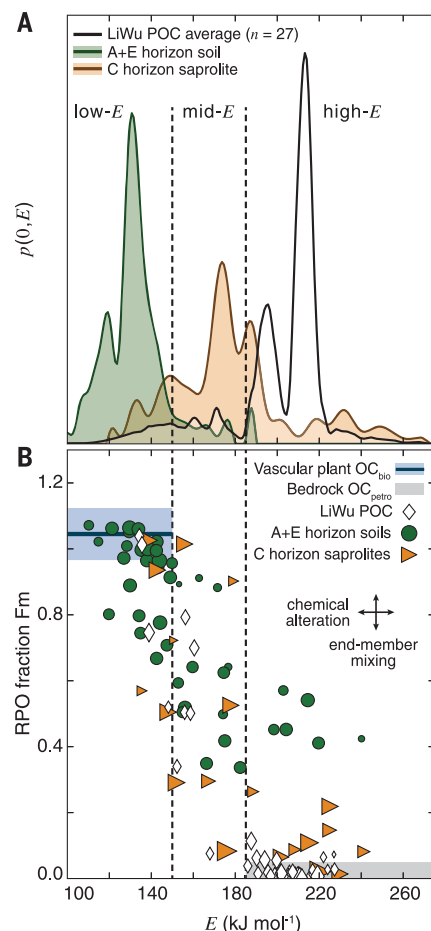 A
LiWu POC average (n = 27)
A+E horizon soil
C horizon saprolite
low-E
mid-E
high-E
p(0,E)
B
Vascular plant OCbio
Bedrock OCpetro
LiWu POC
A+E horizon soils
C horizon saprolites
chemical
alteration
end-member
mixing
RPO fraction Fm
1.2
0.8
0.4
0.0
100
140
180
220
260
E (kJ mol⁻¹)